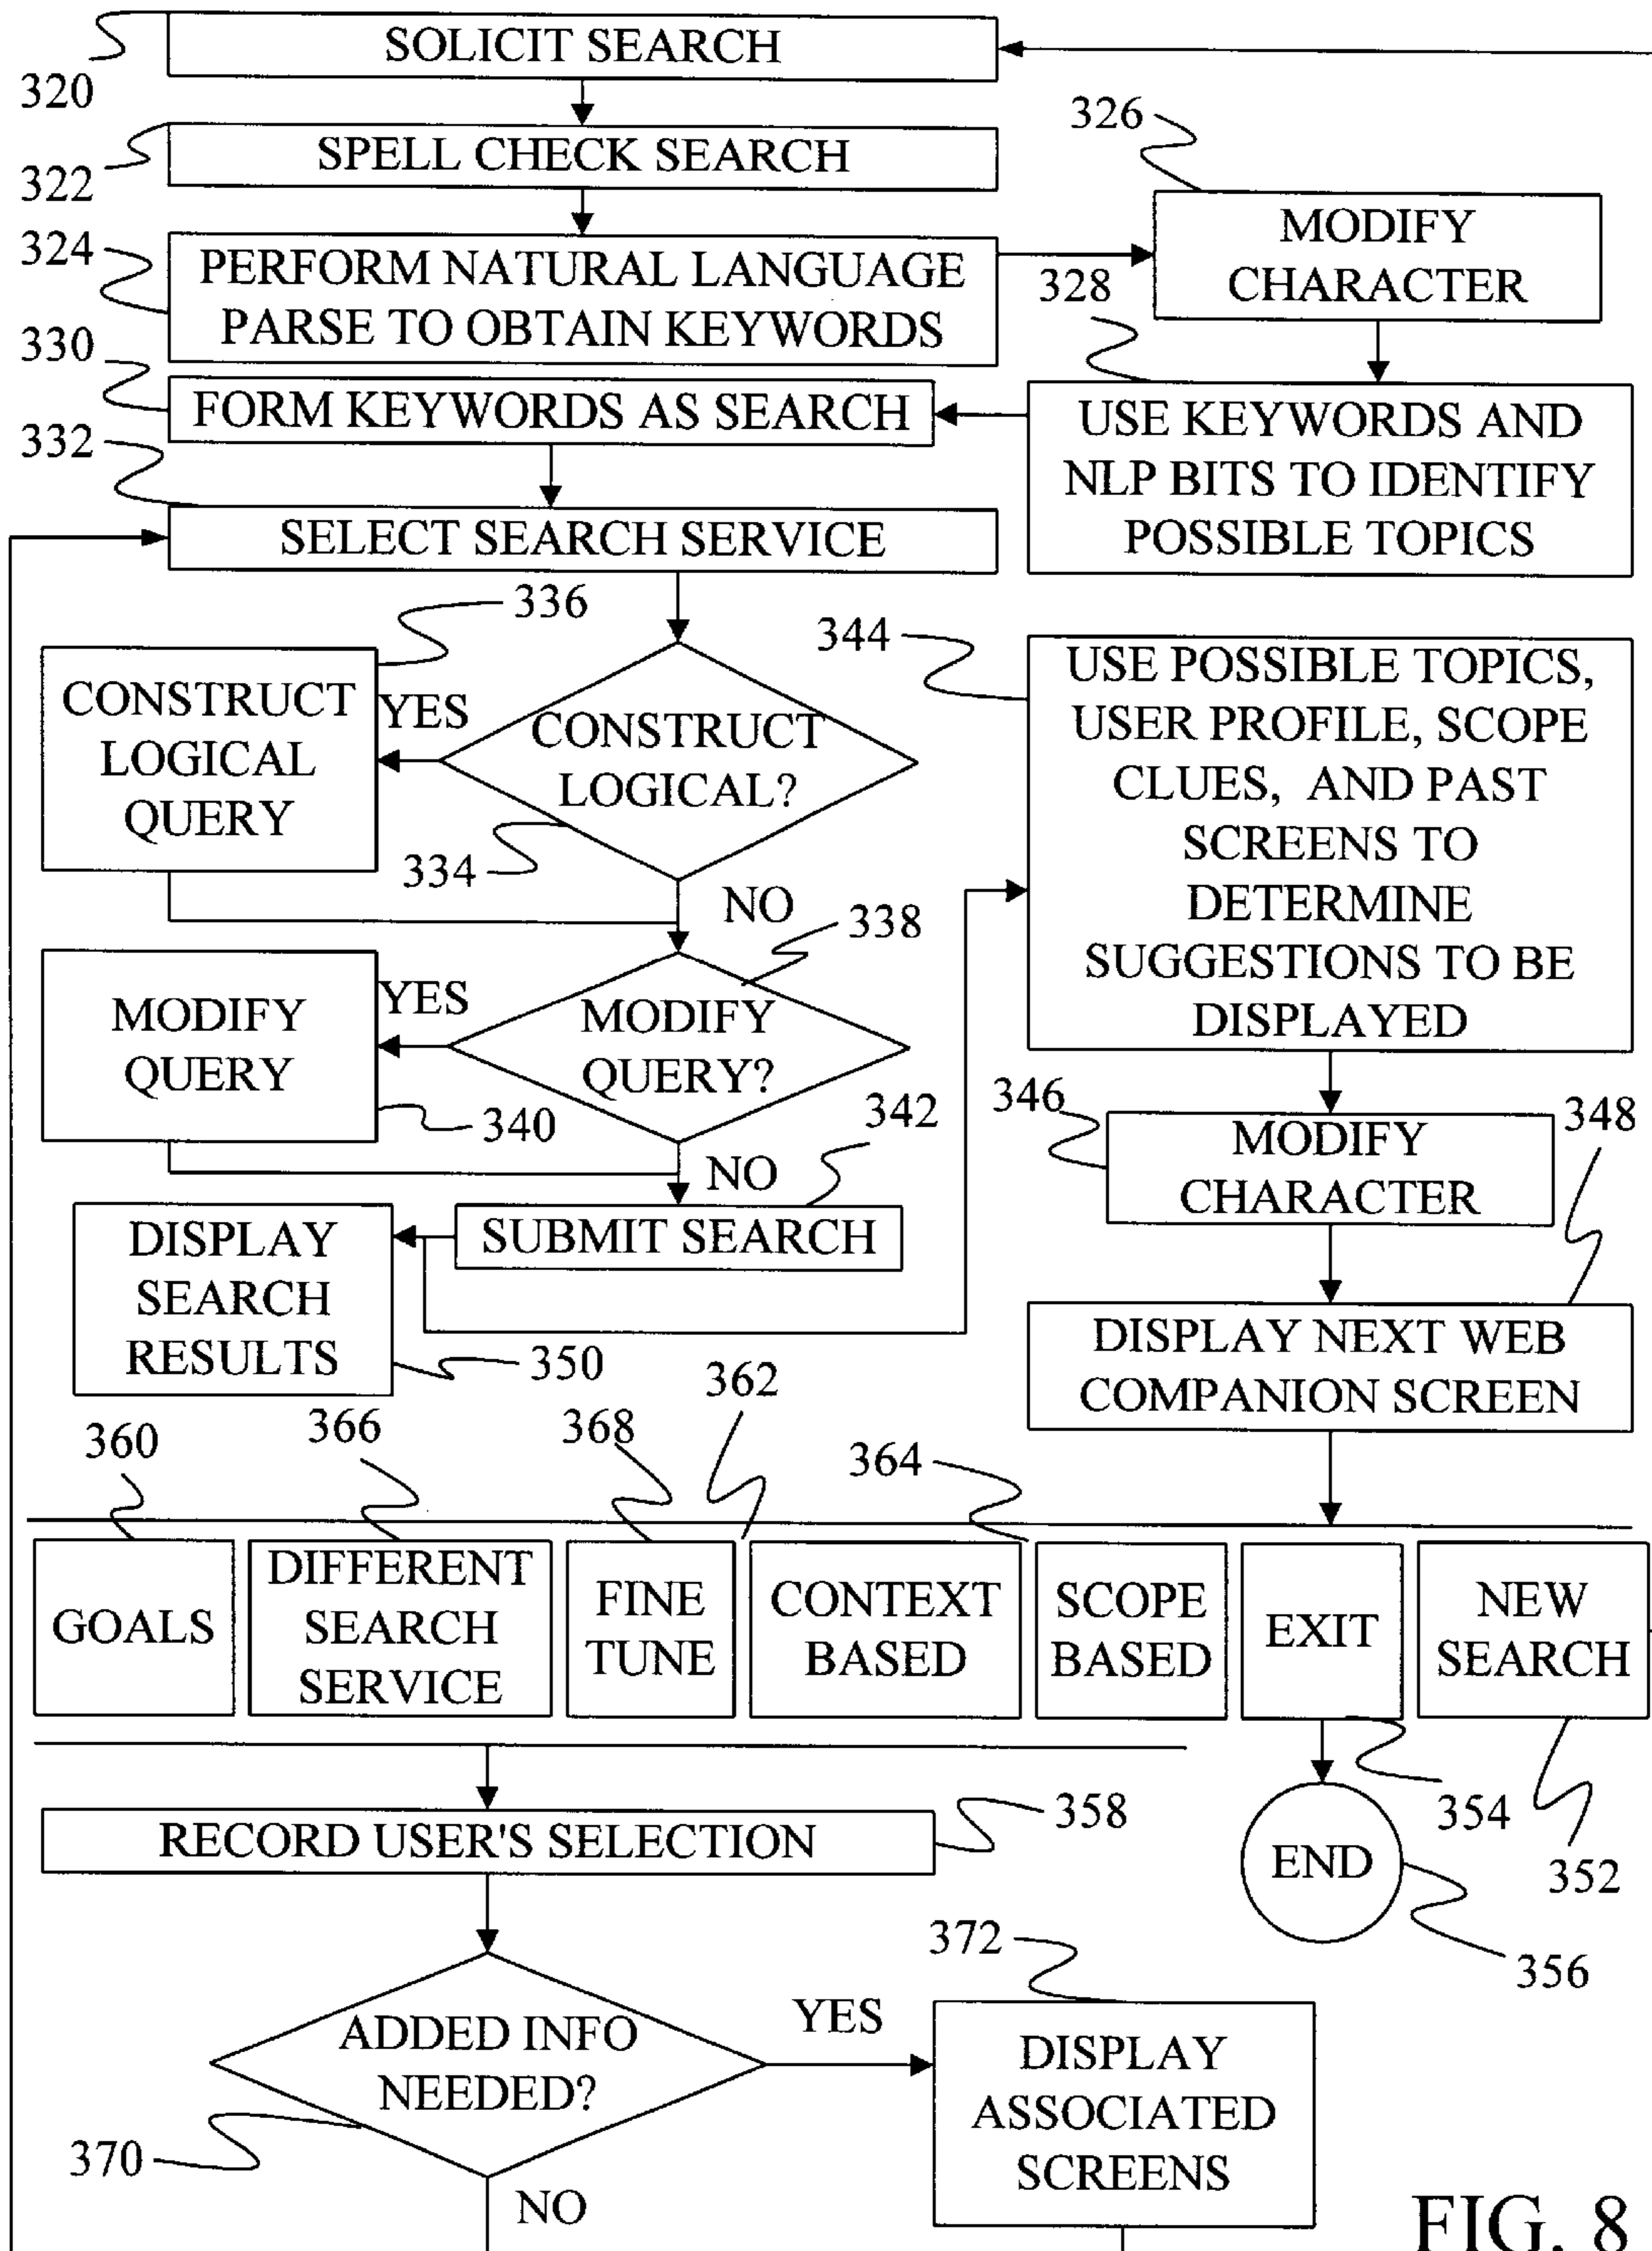 SOLICIT SEARCH
320
SPELL CHECK SEARCH
322
326
MODIFY
CHARACTER
324
PERFORM NATURAL LANGUAGE
PARSE TO OBTAIN KEYWORDS
328
330
FORM KEYWORDS AS SEARCH
USE KEYWORDS AND
NLP BITS TO IDENTIFY
POSSIBLE TOPICS
332
SELECT SEARCH SERVICE
336
CONSTRUCT
LOGICAL
QUERY
YES
CONSTRUCT
LOGICAL?
334
NO
344
USE POSSIBLE TOPICS,
USER PROFILE, SCOPE
CLUES, AND PAST
SCREENS TO
DETERMINE
SUGGESTIONS TO BE
DISPLAYED
338
MODIFY
QUERY
YES
MODIFY
QUERY?
340
342
NO
346
MODIFY
CHARACTER
348
DISPLAY
SEARCH
RESULTS
SUBMIT SEARCH
350
DISPLAY NEXT WEB
COMPANION SCREEN
360
366
368
362
364
GOALS
DIFFERENT
SEARCH
SERVICE
FINE
TUNE
CONTEXT
BASED
SCOPE
BASED
EXIT
NEW
SEARCH
RECORD USER'S SELECTION
358
354
END
352
356
ADDED INFO
NEEDED?
YES
372
DISPLAY
ASSOCIATED
SCREENS
370
NO
FIG. 8